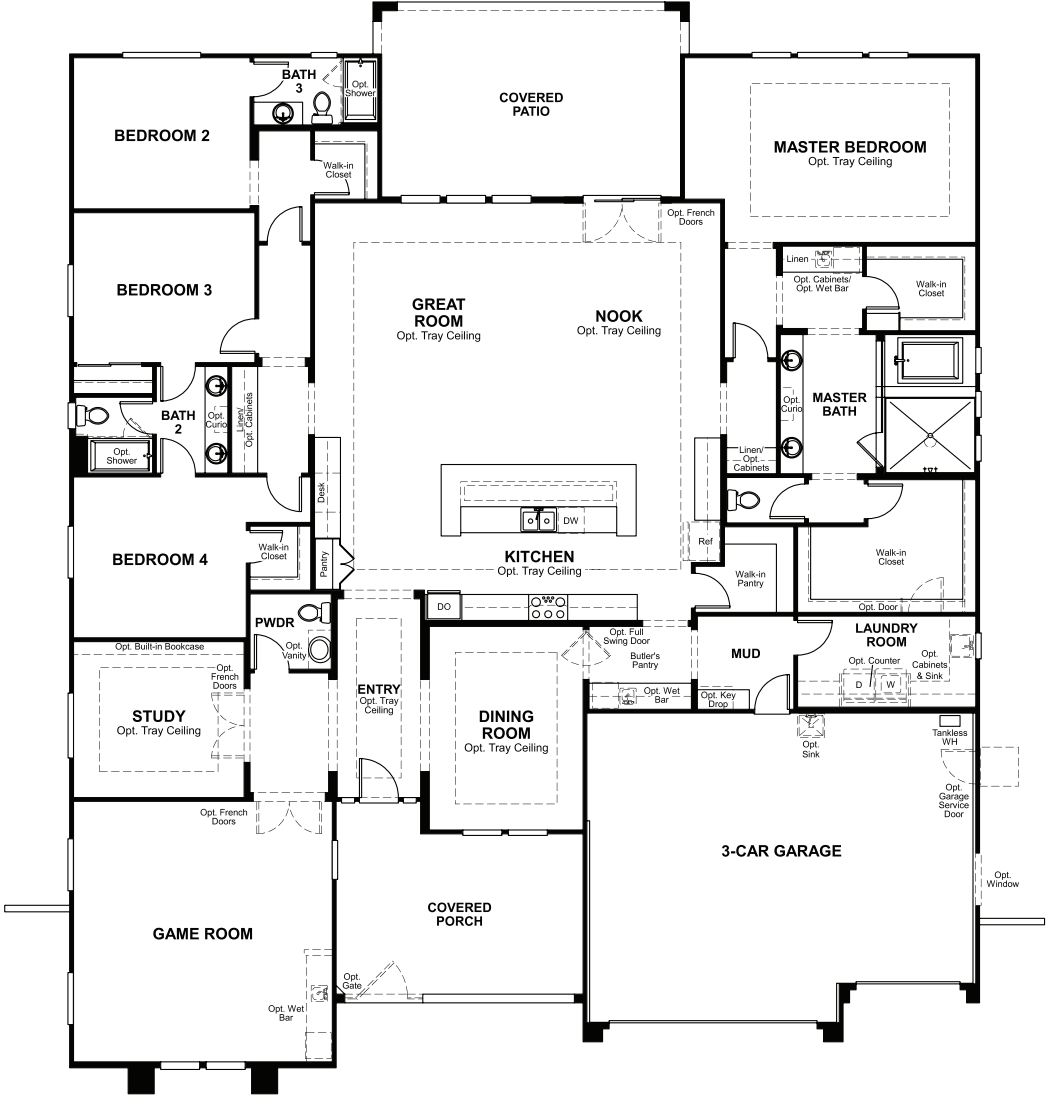 BATH
3
Opt.
Shower
COVERED
PATIO
BEDROOM 2
MASTER BEDROOM
Opt. Tray Ceiling
Walk-in
Closet
Opt. French
Doors
Linen
Opt. Cabinets/
Opt. Wet Bar
Walk-in
Closet
BEDROOM 3
GREAT
ROOM
Opt. Tray Ceiling
NOOK
Opt. Tray Ceiling
BATH
2
Opt.
Curio
Linen/
Opt. Cabinets
Opt.
Shower
Opt.
Curio
MASTER
BATH
Linen/
Opt.
Cabinets
Desk
DW
Ref
KITCHEN
Opt. Tray Ceiling
Pantry
BEDROOM 4
Walk-in
Closet
Walk-in
Pantry
Walk-in
Closet
Opt. Door
DO
PWDR
Opt.
Vanity
Opt. Full
Swing Door
Butler's
Pantry
MUD
LAUNDRY
ROOM
Opt. Counter
Opt.
Cabinets
& Sink
D
W
Opt. Built-in Bookcase
Opt.
French
Doors
STUDY
Opt. Tray Ceiling
ENTRY
Opt. Tray
Ceiling
DINING
ROOM
Opt. Tray Ceiling
Opt. Wet
Bar
Opt. Key
Drop
Opt.
Sink
Tankless
WH
Opt.
Garage
Service
Door
Opt. French
Doors
3-CAR GARAGE
Opt.
Window
GAME ROOM
COVERED
PORCH
Opt.
Gate
Opt. Wet
Bar